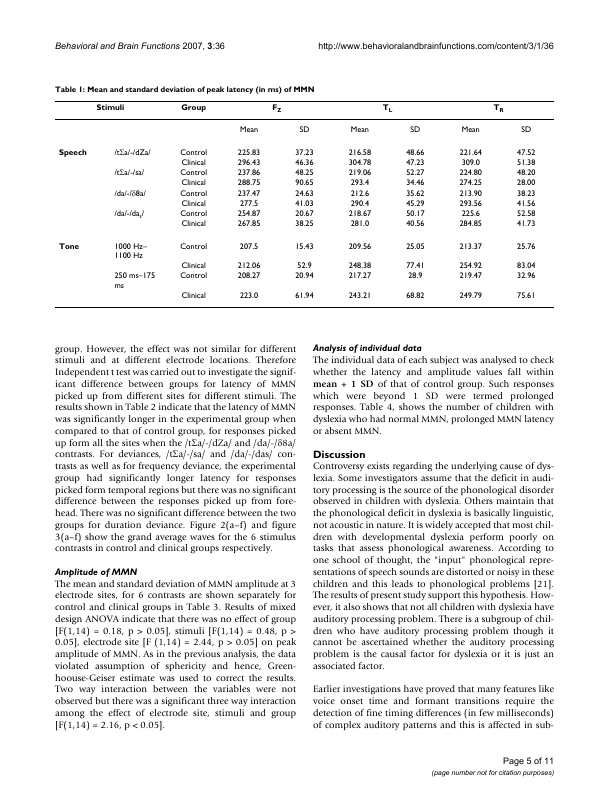 Behavioral and Brain Functions 2007, 3:36 http://www.behavioralandbrainfunctions.com/content/3/1/36
Table 1: Mean and standard deviation of peak latency (in ms) of MMN
Stimuli Group FZ TL TR
Mean SD Mean SD Mean SD
Speech /tΣa/-/dZa/ Control 225.83 37.23 216.58 48.66 221.64 47.52
Clinical 296.43 46.36 304.78 47.23 309.0 51.38
/tΣa/-/sa/ Control 237.86 48.25 219.06 52.27 224.80 48.20
Clinical 288.75 90.65 293.4 34.46 274.25 28.00
/da/-/δ8a/ Control 237.47 24.63 212.6 35.62 213.90 38.23
Clinical 277.5 41.03 290.4 45.29 293.56 41.56
/da/-/das/ Control 254.87 20.67 218.67 50.17 225.6 52.58
Clinical 267.85 38.25 281.0 40.56 284.85 41.73
Tone 1000 Hz– Control 207.5 15.43 209.56 25.05 213.37 25.76
1100 Hz
Clinical 212.06 52.9 248.38 77.41 254.92 83.04
250 ms–175 Control 208.27 20.94 217.27 28.9 219.47 32.96
ms
Clinical 223.0 61.94 243.21 68.82 249.79 75.61
group. However, the effect was not similar for different
stimuli and at different electrode locations. Therefore
Independent t test was carried out to investigate the signif-
icant difference between groups for latency of MMN
picked up from different sites for different stimuli. The
results shown in Table 2 indicate that the latency of MMN
was significantly longer in the experimental group when
compared to that of control group, for responses picked
up form all the sites when the /tΣa/-/dZa/ and /da/-/δ8a/
contrasts. For deviances, /tΣa/-/sa/ and /da/-/das/ con-
trasts as well as for frequency deviance, the experimental
group had significantly longer latency for responses
picked form temporal regions but there was no significant
difference between the responses picked up from fore-
head. There was no significant difference between the two
groups for duration deviance. Figure 2(a–f) and figure
3(a–f) show the grand average waves for the 6 stimulus
contrasts in control and clinical groups respectively.
Amplitude of MMN
The mean and standard deviation of MMN amplitude at 3
electrode sites, for 6 contrasts are shown separately for
control and clinical groups in Table 3. Results of mixed
design ANOVA indicate that there was no effect of group
[F(1,14) = 0.18, p > 0.05], stimuli [F(1,14) = 0.48, p >
0.05], electrode site [F (1,14) = 2.44, p > 0.05] on peak
amplitude of MMN. As in the previous analysis, the data
violated assumption of sphericity and hence, Green-
hoouse-Geiser estimate was used to correct the results.
Two way interaction between the variables were not
observed but there was a significant three way interaction
among the effect of electrode site, stimuli and group
[F(1,14) = 2.16, p < 0.05].
Analysis of individual data
The individual data of each subject was analysed to check
whether the latency and amplitude values fall within
mean + 1 SD of that of control group. Such responses
which were beyond 1 SD were termed prolonged
responses. Table 4, shows the number of children with
dyslexia who had normal MMN, prolonged MMN latency
or absent MMN.
Discussion
Controversy exists regarding the underlying cause of dys-
lexia. Some investigators assume that the deficit in audi-
tory processing is the source of the phonological disorder
observed in children with dyslexia. Others maintain that
the phonological deficit in dyslexia is basically linguistic,
not acoustic in nature. It is widely accepted that most chil-
dren with developmental dyslexia perform poorly on
tasks that assess phonological awareness. According to
one school of thought, the "input" phonological repre-
sentations of speech sounds are distorted or noisy in these
children and this leads to phonological problems [21].
The results of present study support this hypothesis. How-
ever, it also shows that not all children with dyslexia have
auditory processing problem. There is a subgroup of chil-
dren who have auditory processing problem though it
cannot be ascertained whether the auditory processing
problem is the causal factor for dyslexia or it is just an
associated factor.
Earlier investigations have proved that many features like
voice onset time and formant transitions require the
detection of fine timing differences (in few milliseconds)
of complex auditory patterns and this is affected in sub-
Page 5 of 11
(page number not for citation purposes)